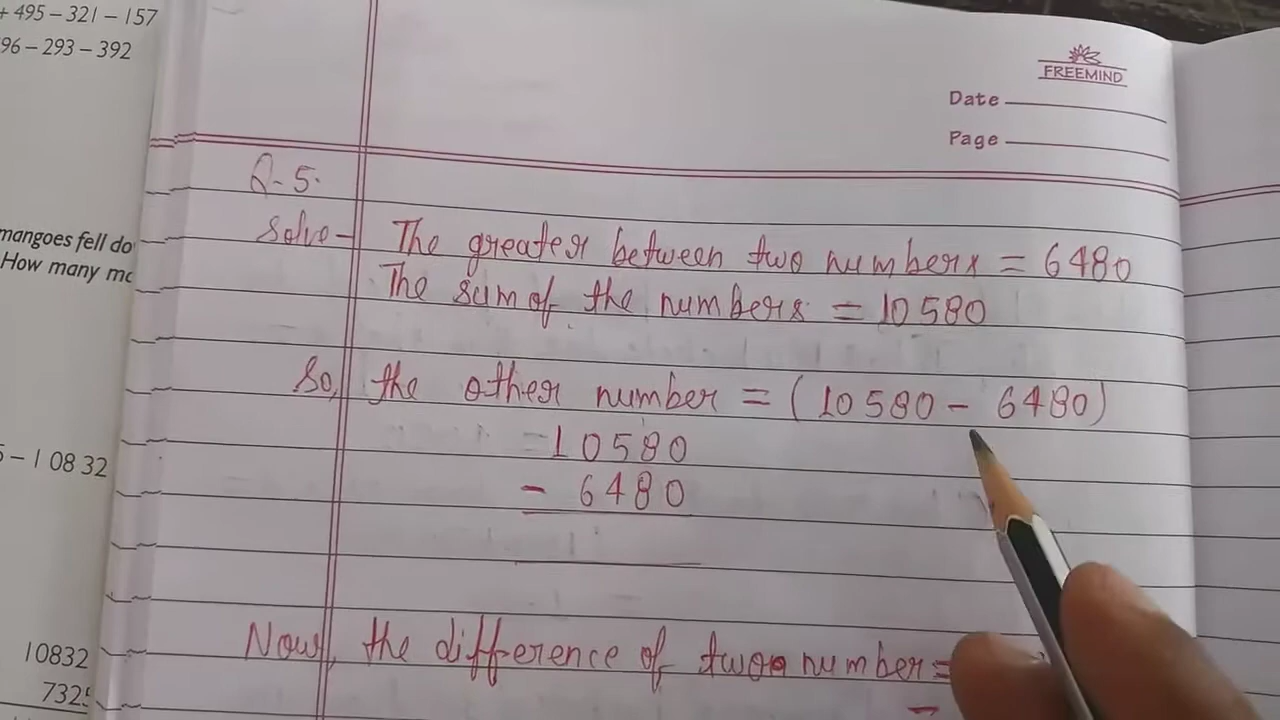 + 495 – 321 – 157
96 – 293 – 392
FREEMIND
Date
Page
Q-5.
Solve- The greater between two numbers = 6480
The sum of the numbers = 10580
mangoes fell do
How many mo
So, the other number = (10580 - 6480)
10580
- 6480
– 1 08 32
Now, the difference of two number =
-
10832
732